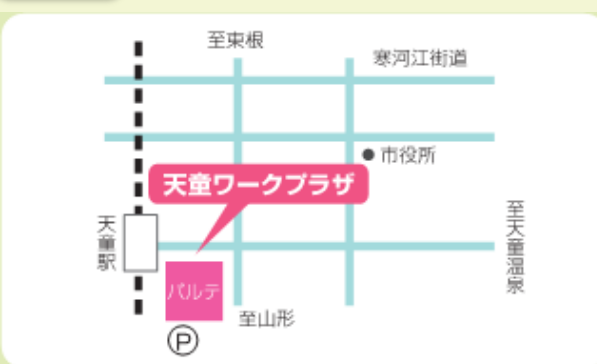 至東根
寒河江街道
市役所
天童ワークプラザ
天童駅
至天童温泉
パルテ
至山形
P